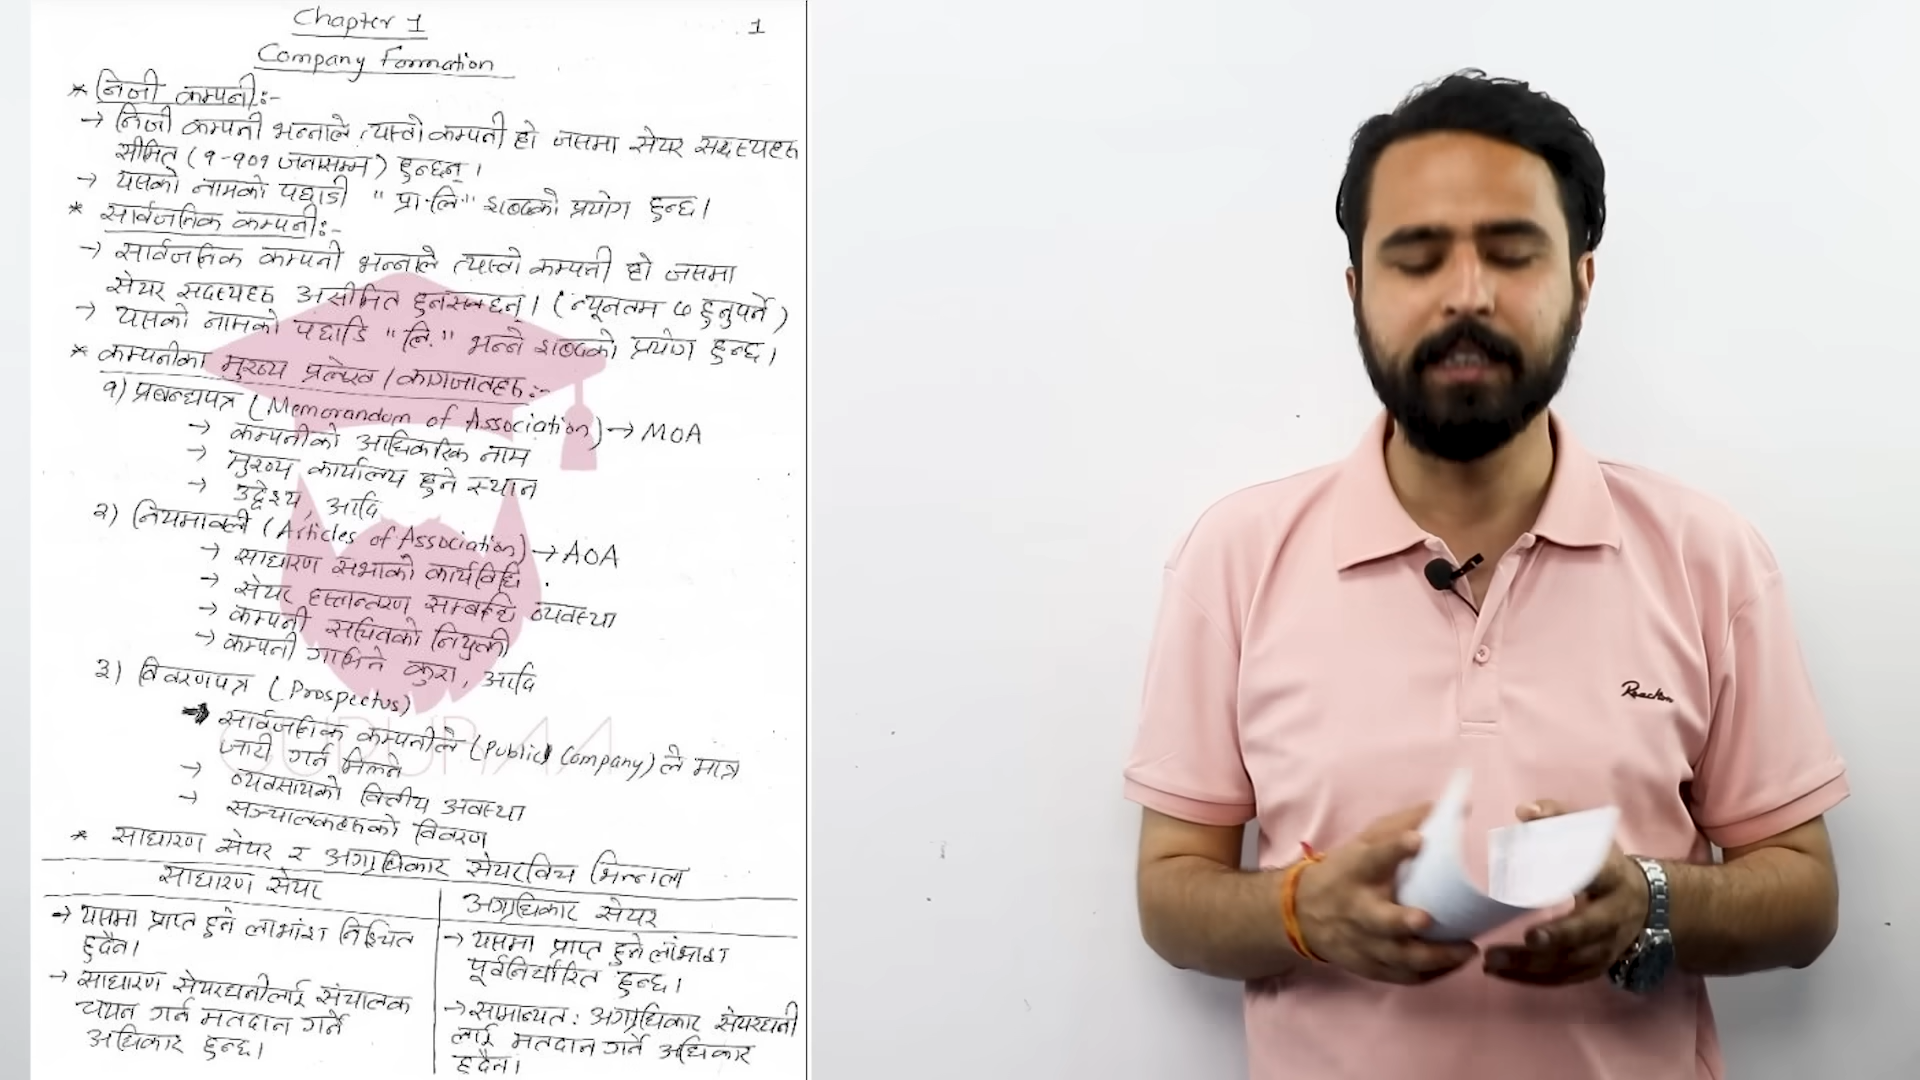 Chapter 1
1
Company Formation
* निजी कम्पनी:-
→ निजी कम्पनी भन्नाले त्यस्तो कम्पनी हो जसमा सेयर सदस्यहरु
सीमित (१-१०१ जनासम्म) हुन्छन्।
→ यसको नामको पछाडी "प्रा.लि." शब्दको प्रयोग हुन्छ।
* सार्वजनिक कम्पनी:-
→ सार्वजनिक कम्पनी भन्नाले त्यस्तो कम्पनी हो जसमा
सेयर सदस्यहरु असीमित हुनसक्छन्। (न्यूनतम ७ हुनुपर्ने)
→ यसको नामको पछाडि "लि." भन्ने शब्दको प्रयोग हुन्छ।
* कम्पनीका मुख्य प्रलेख/कागजातहरु:-
१) प्रबन्धपत्र (Memorandum of Association) → MOA
→ कम्पनीको आधिकारिक नाम
→ मुख्य कार्यालय हुने स्थान
→ उद्देश्य, आदि
२) नियमावली (Articles of Association) → AOA
→ साधारण सभाको कार्यविधि
→ सेयर हस्तान्तरण सम्बन्धि व्यवस्था
→ कम्पनी सचिवको नियुक्ती
→ कम्पनी गाभिने कुरा, आदि
३) विवरणपत्र (Prospectus)
→ सार्वजनिक कम्पनीले (Public Company) ले मात्र
जारी गर्न मिल्ने
→ व्यवसायको वित्तीय अवस्था
→ सञ्चालकहरुको विवरण
* साधारण सेयर र अग्राधिकार सेयरविच भिन्नता
साधारण सेयर
→ यसमा प्राप्त हुने लाभांश निश्चित
हुदैन।
→ साधारण सेयरधनीलाई संचालक
चयन गर्न मतदान गर्ने
अधिकार हुन्छ।
अग्राधिकार सेयर
→ यसमा प्राप्त हुने लाभांश
पूर्वनिर्धारित हुन्छ।
→ सामान्यत: अग्राधिकार सेयरधनी
लाई मतदान गर्ने अधिकार
हुदैन।
GURUPAA